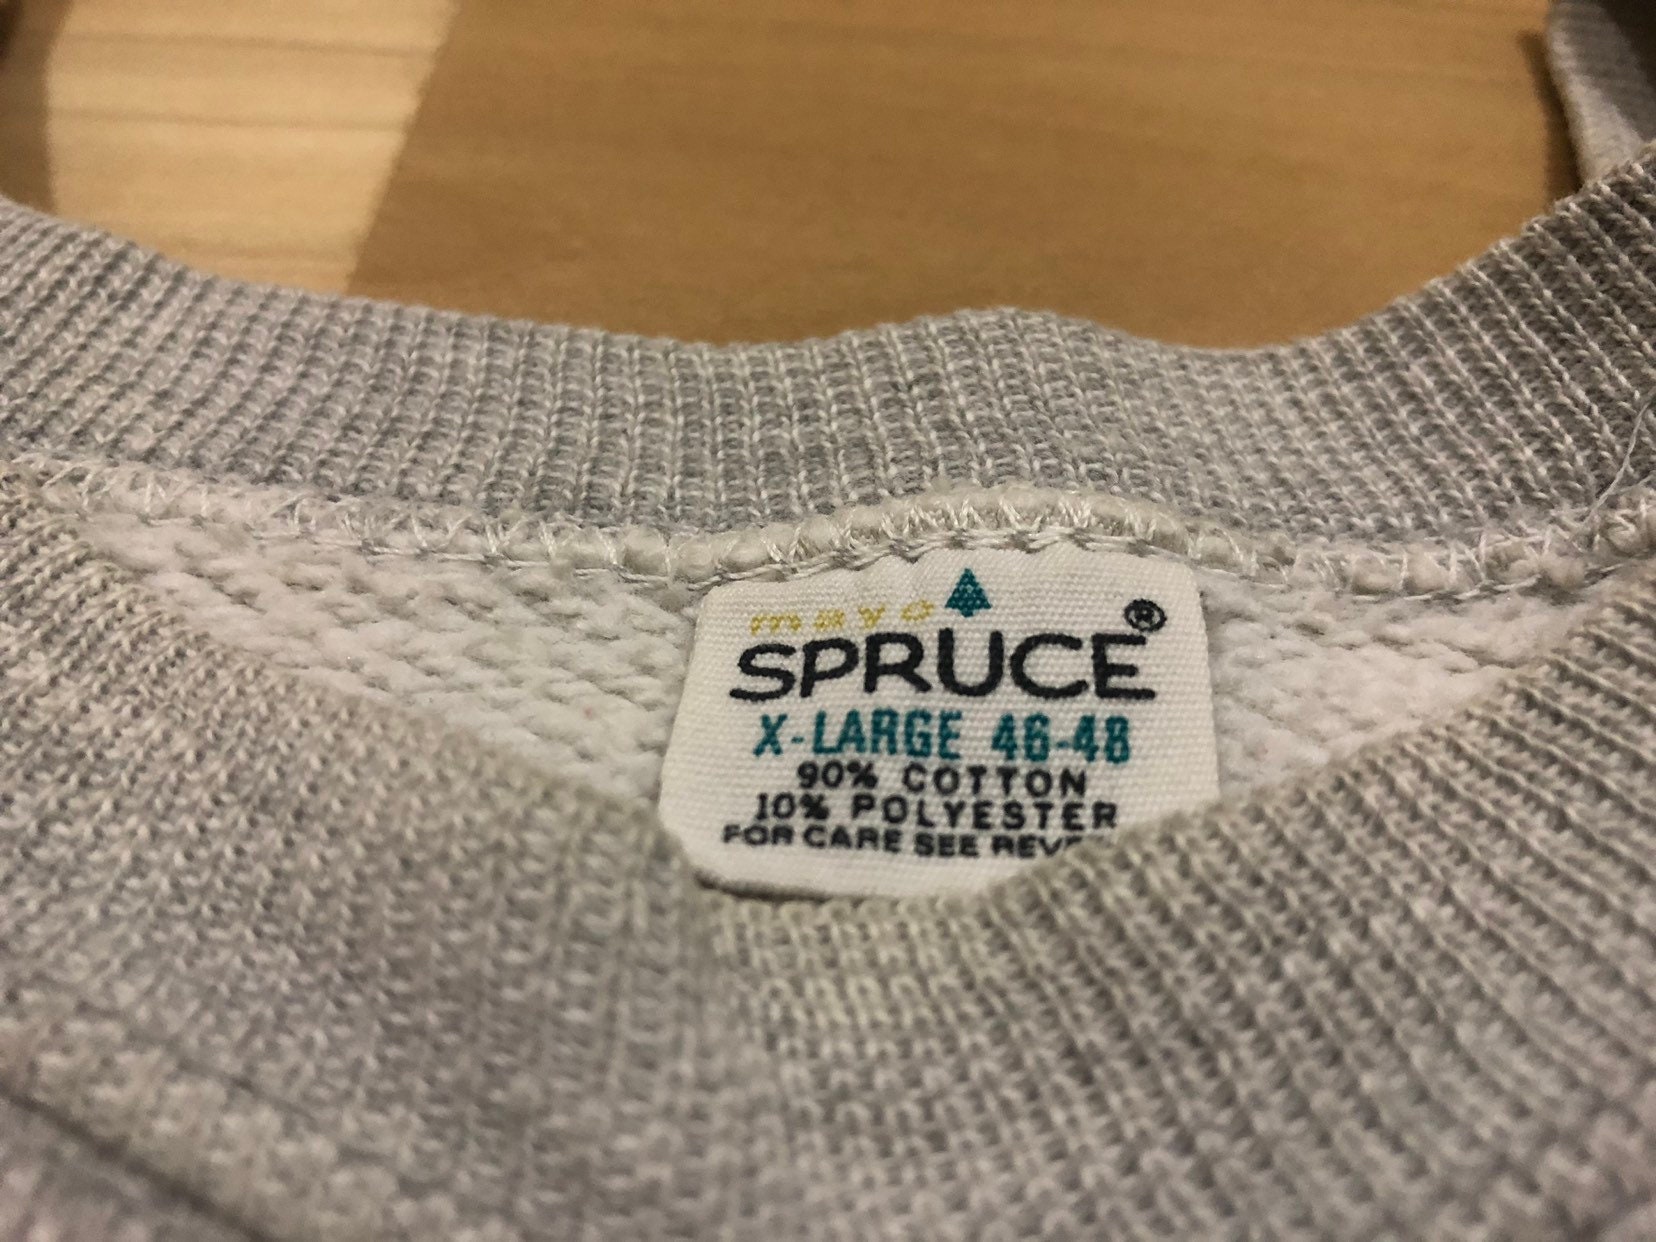 mayo
SPRUCE®
X-LARGE 46-48
90% COTTON
10% POLYESTER
FOR CARE SEE